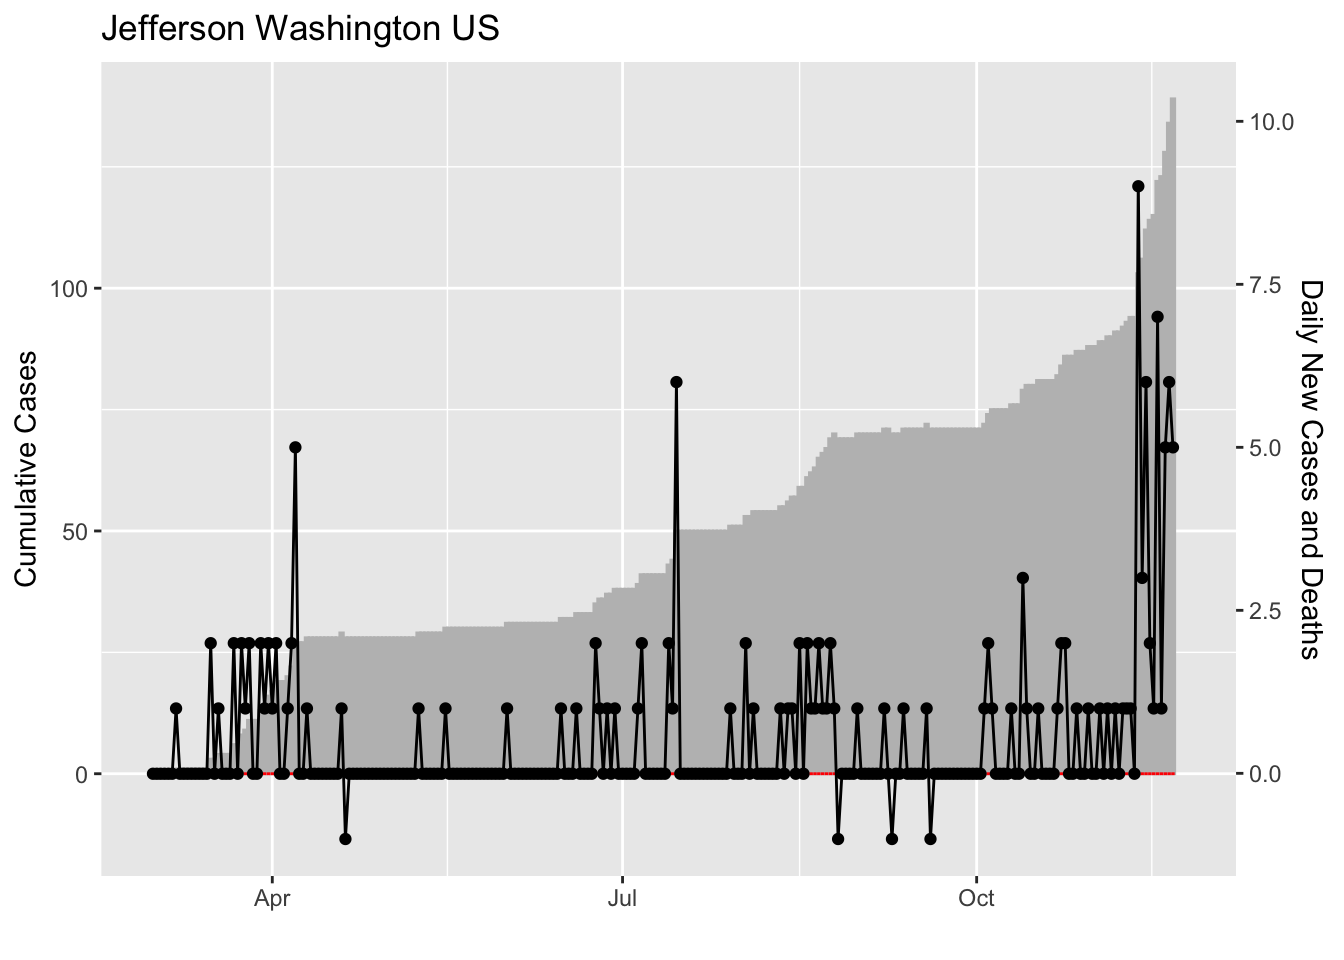 Jefferson Washington US
Cumulative Cases
100
50
0
10.0
7.5
5.0
2.5
0.0
Daily New Cases and Deaths
Apr
Jul
Oct